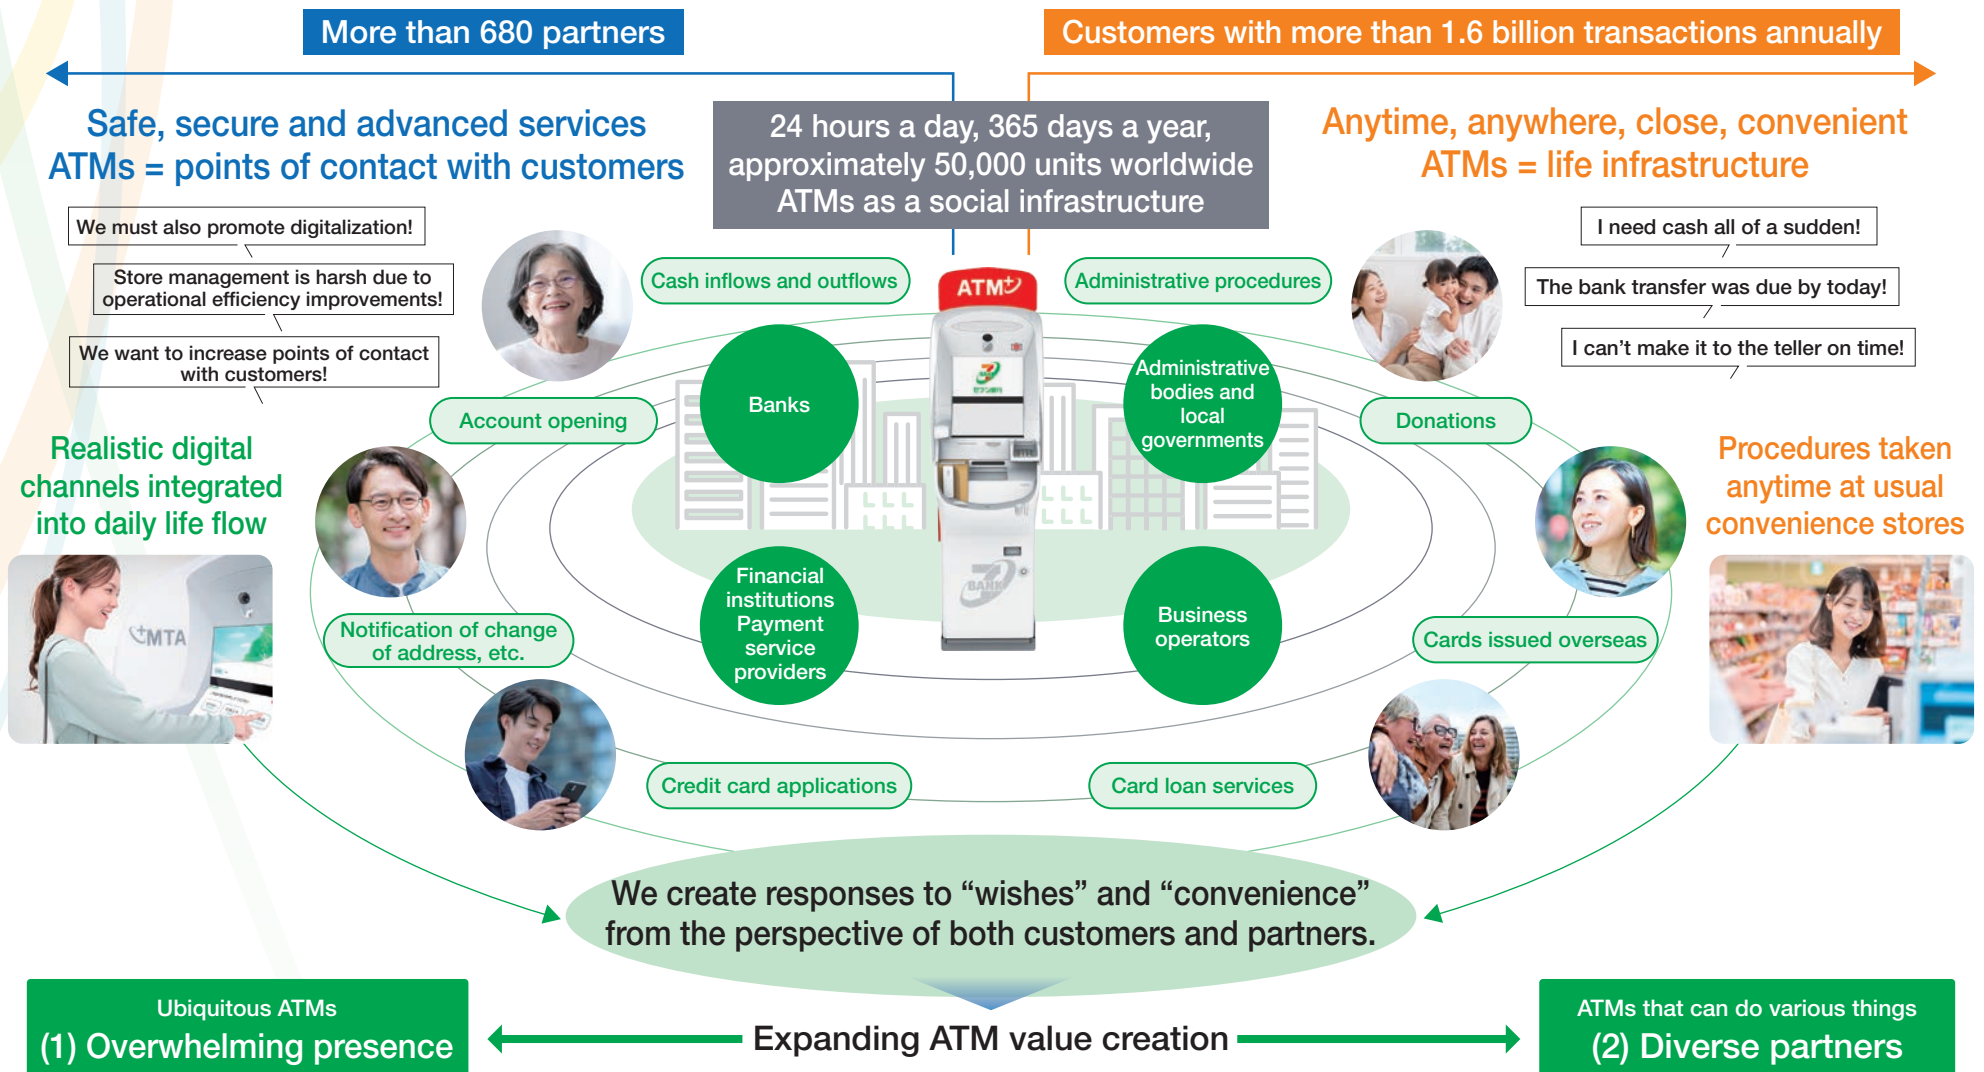 More than 680 partners
Customers with more than 1.6 billion transactions annually
Safe, secure and advanced services
ATMs = points of contact with customers
24 hours a day, 365 days a year,
approximately 50,000 units worldwide
ATMs as a social infrastructure
Anytime, anywhere, close, convenient
ATMs = life infrastructure
We must also promote digitalization!
Store management is harsh due to
operational efficiency improvements!
We want to increase points of contact
with customers!
I need cash all of a sudden!
The bank transfer was due by today!
I can't make it to the teller on time!
Cash inflows and outflows
Administrative procedures
ATM
Banks
Administrative
bodies and
local
governments
セブン銀行
Account opening
Donations
Realistic digital
channels integrated
into daily life flow
Procedures taken
anytime at usual
convenience stores
Financial
institutions
Payment
service
providers
Business
operators
7
BANK
Notification of change
of address, etc.
Cards issued overseas
MTA
Credit card applications
Card loan services
We create responses to “wishes” and “convenience”
from the perspective of both customers and partners.
Ubiquitous ATMs
(1) Overwhelming presence
Expanding ATM value creation
ATMs that can do various things
(2) Diverse partners